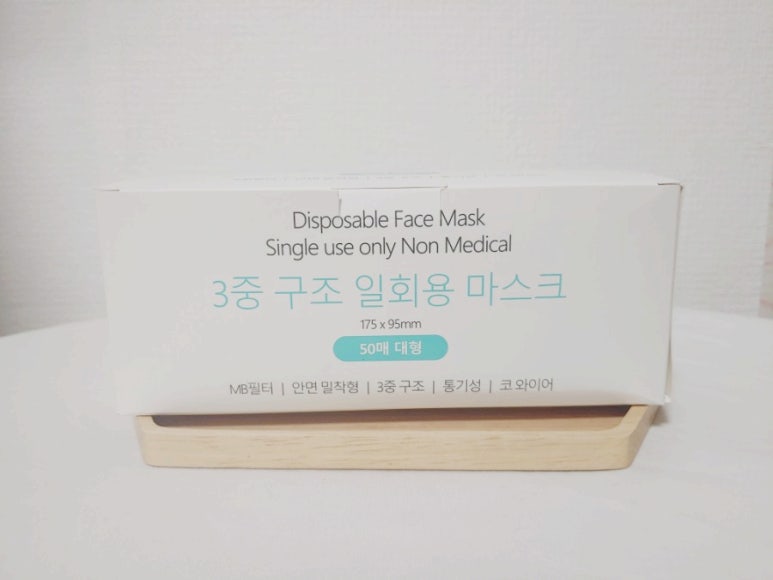 Disposable Face Mask
Single use only Non Medical
3중 구조 일회용 마스크
175 x 95mm
50매 대형
MB필터 | 안면 밀착형 | 3중 구조 | 통기성 | 코 와이어